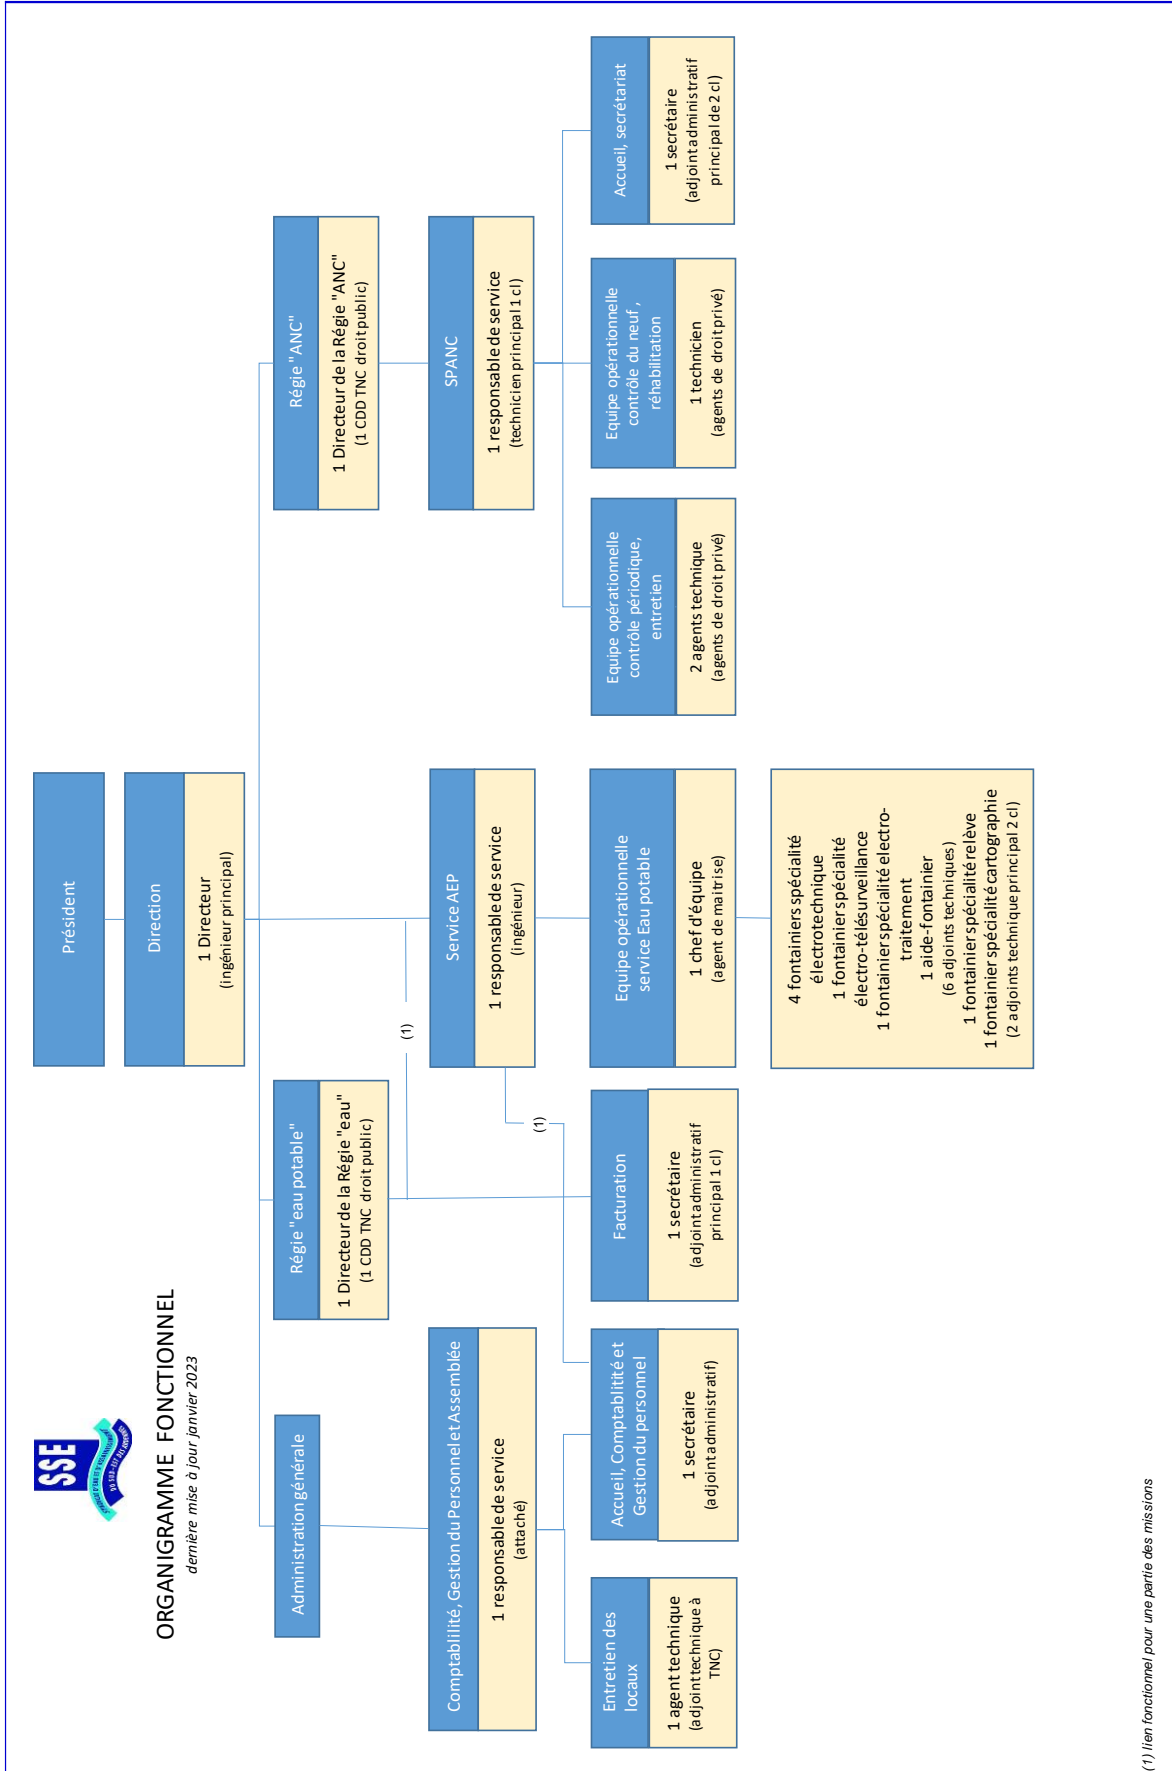 SSE
ORGANIGRAMME FONCTIONNEL
dernière mise à jour janvier 2023
Président
Direction
1 Directeur
(ingénieur principal)
Administration générale
Régie "eau potable"
1 Directeur de la Régie "eau"
(1 CDD TNC droit public)
Régie "ANC"
1 Directeur de la Régie "ANC"
(1 CDD TNC droit public)
(1)
Comptablilité, Gestion du Personnel et Assemblée
1 responsable de service
(attaché)
Service AEP
1 responsable de service
(ingénieur)
SPANC
1 responsable de service
(technicien principal 1 cl)
(1)
Entretien des
locaux
1 agent technique
(adjoint technique à
TNC)
Accueil, Comptablitité et
Gestion du personnel
1 secrétaire
(adjoint administratif)
Facturation
1 secrétaire
(adjoint administratif
principal 1 cl)
Equipe opérationnelle
service Eau potable
1 chef d'équipe
(agent de maitrise)
Equipe opérationnelle
contrôle périodique,
entretien
2 agents technique
(agents de droit privé)
Equipe opérationnelle
contrôle du neuf ,
réhabilitation
1 technicien
(agents de droit privé)
Accueil, secrétariat
1 secrétaire
(adjoint administratif
principal de 2 cl)
4 fontainiers spécialité
électrotechnique
1 fontainier spécialité
électo-télésurveillance
1 fontainier spécialité electro-
traitement
1 aide-fontainier
(6 adjoints techniques)
1 fontainier spécialité relève
1 fontainier spécialité cartographie
(2 adjoints technique principal 2 cl)
(1) lien fonctionnel pour une partie des missions